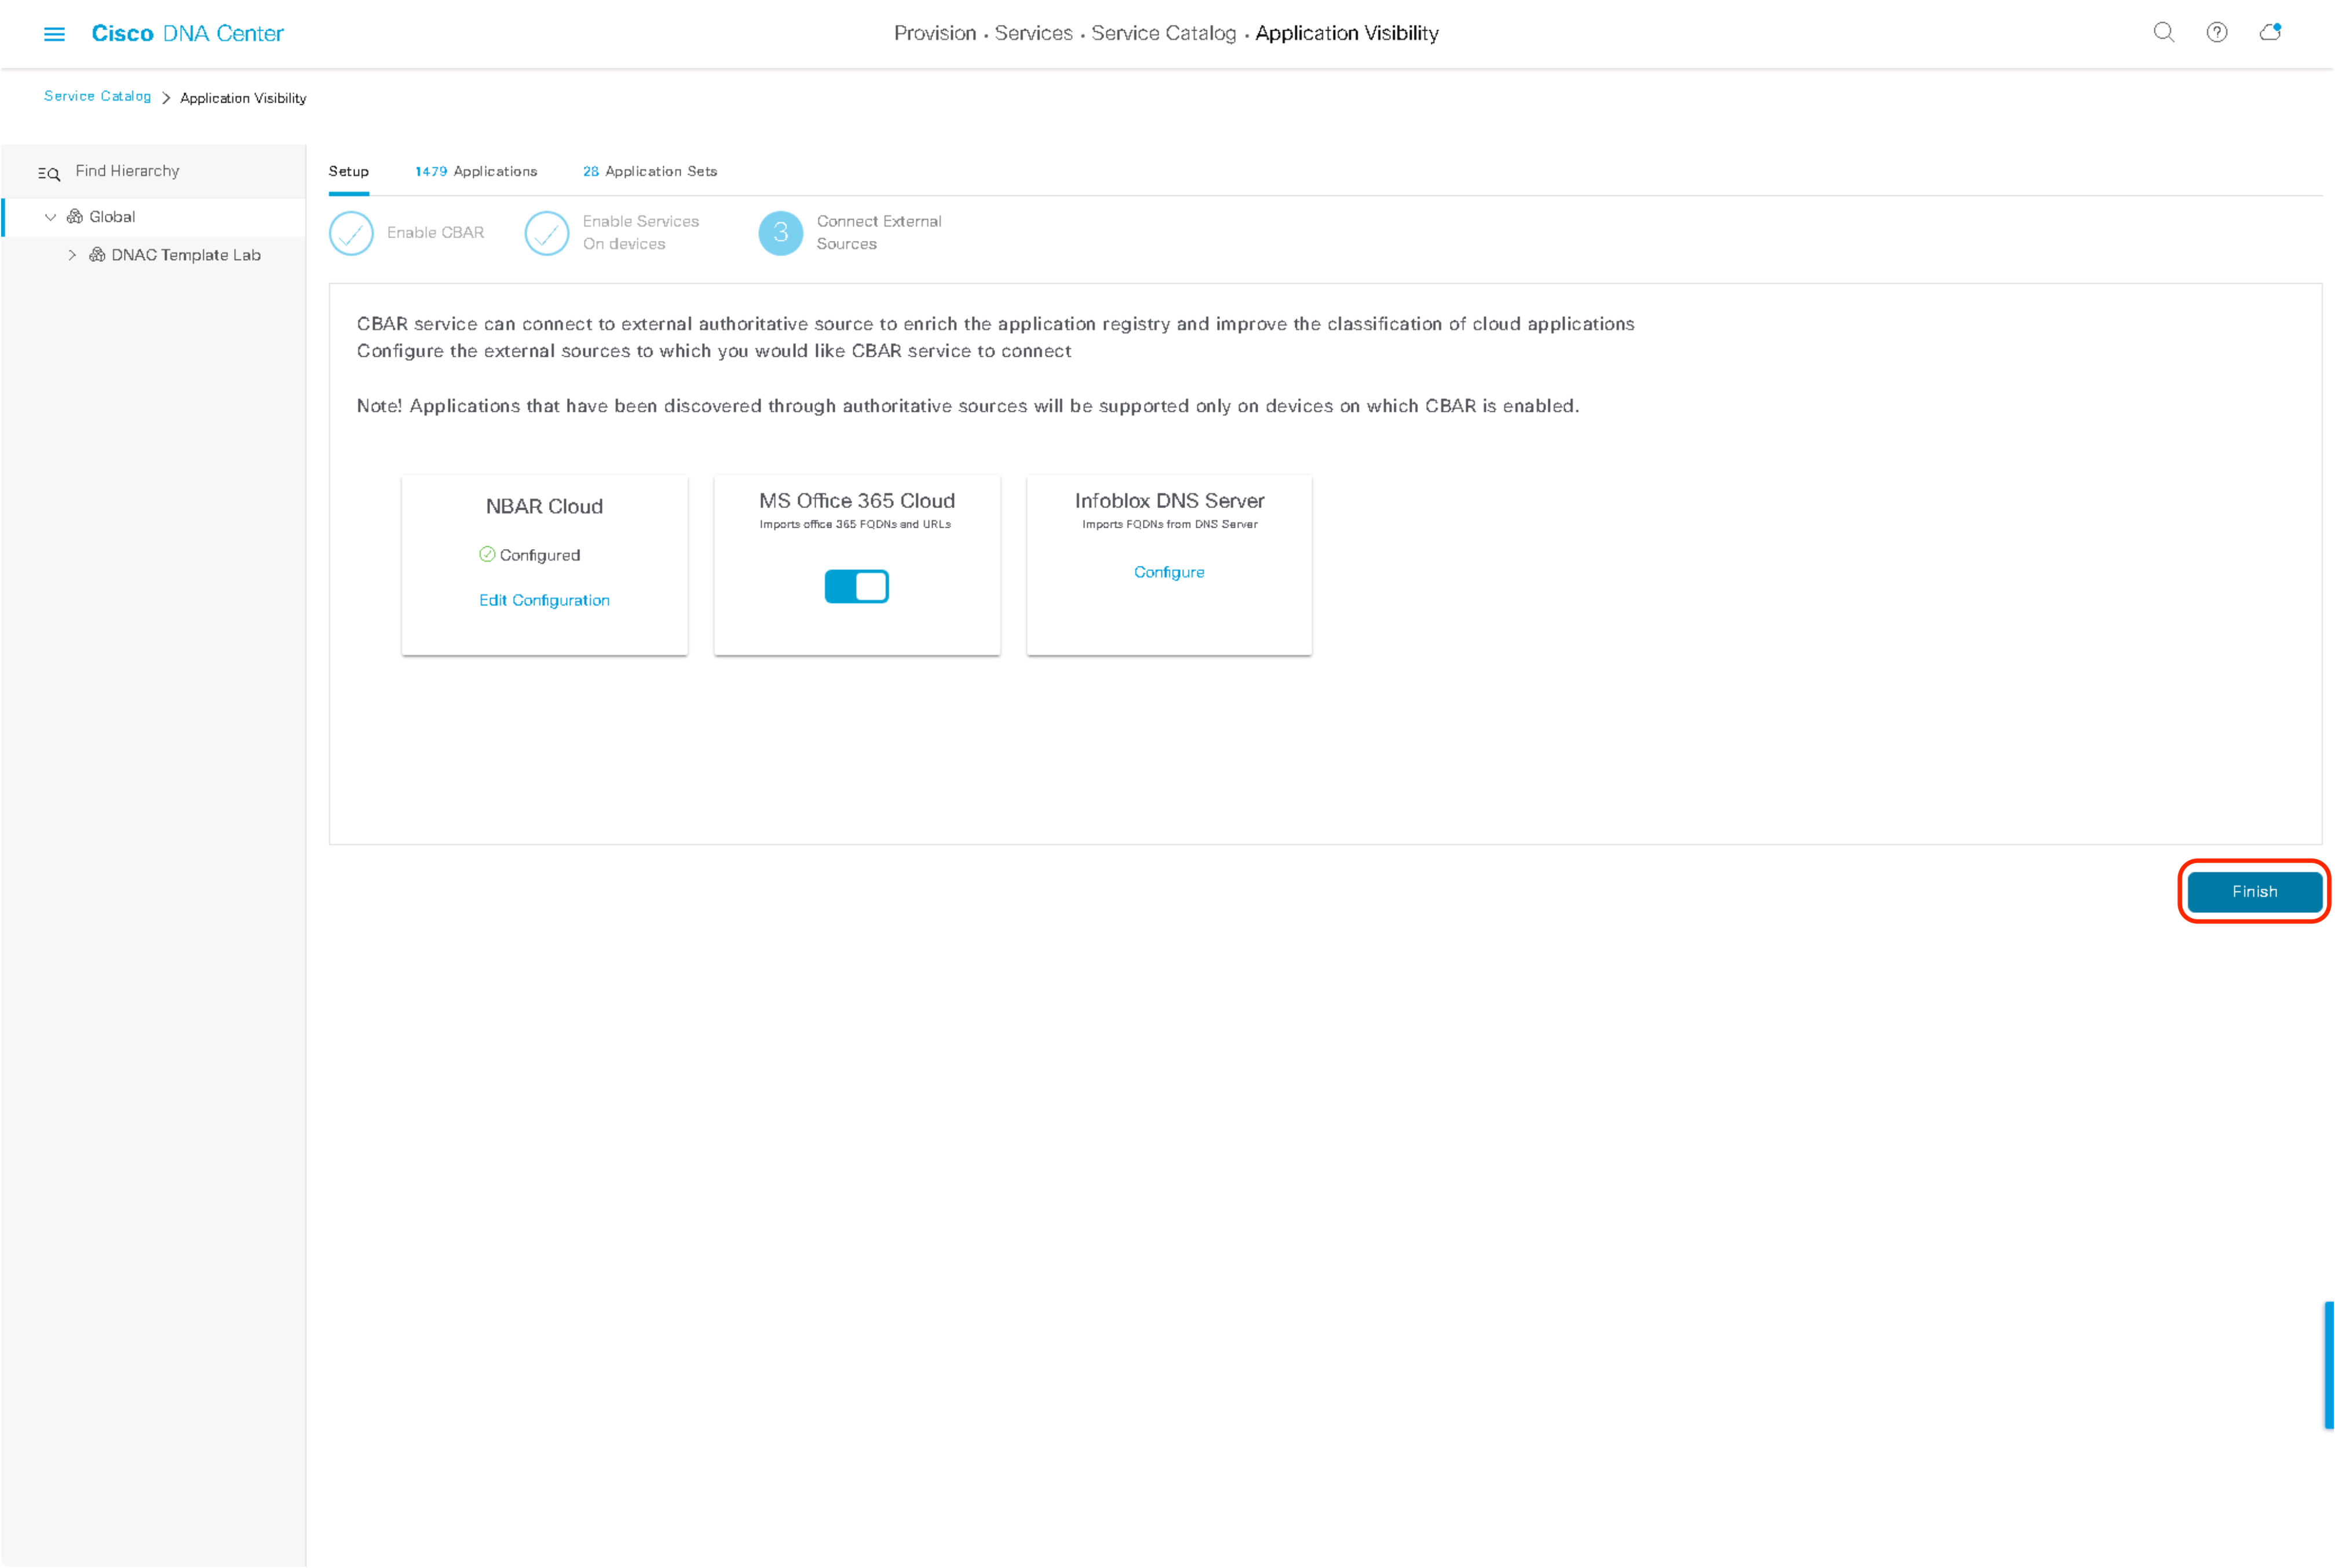 Cisco DNA Center
Provision · Services · Service Catalog · Application Visibility
Service Catalog > Application Visibility
Find Hierarchy
Global
DNAC Template Lab
Setup
1479 Applications
28 Application Sets
Enable CBAR
Enable Services
On devices
3
Connect External
Sources
CBAR service can connect to external authoritative source to enrich the application registry and improve the classification of cloud applications
Configure the external sources to which you would like CBAR service to connect
Note! Applications that have been discovered through authoritative sources will be supported only on devices on which CBAR is enabled.
NBAR Cloud
Configured
Edit Configuration
MS Office 365 Cloud
Imports office 365 FQDNs and URLs
Infoblox DNS Server
Imports FQDNs from DNS Server
Configure
Finish